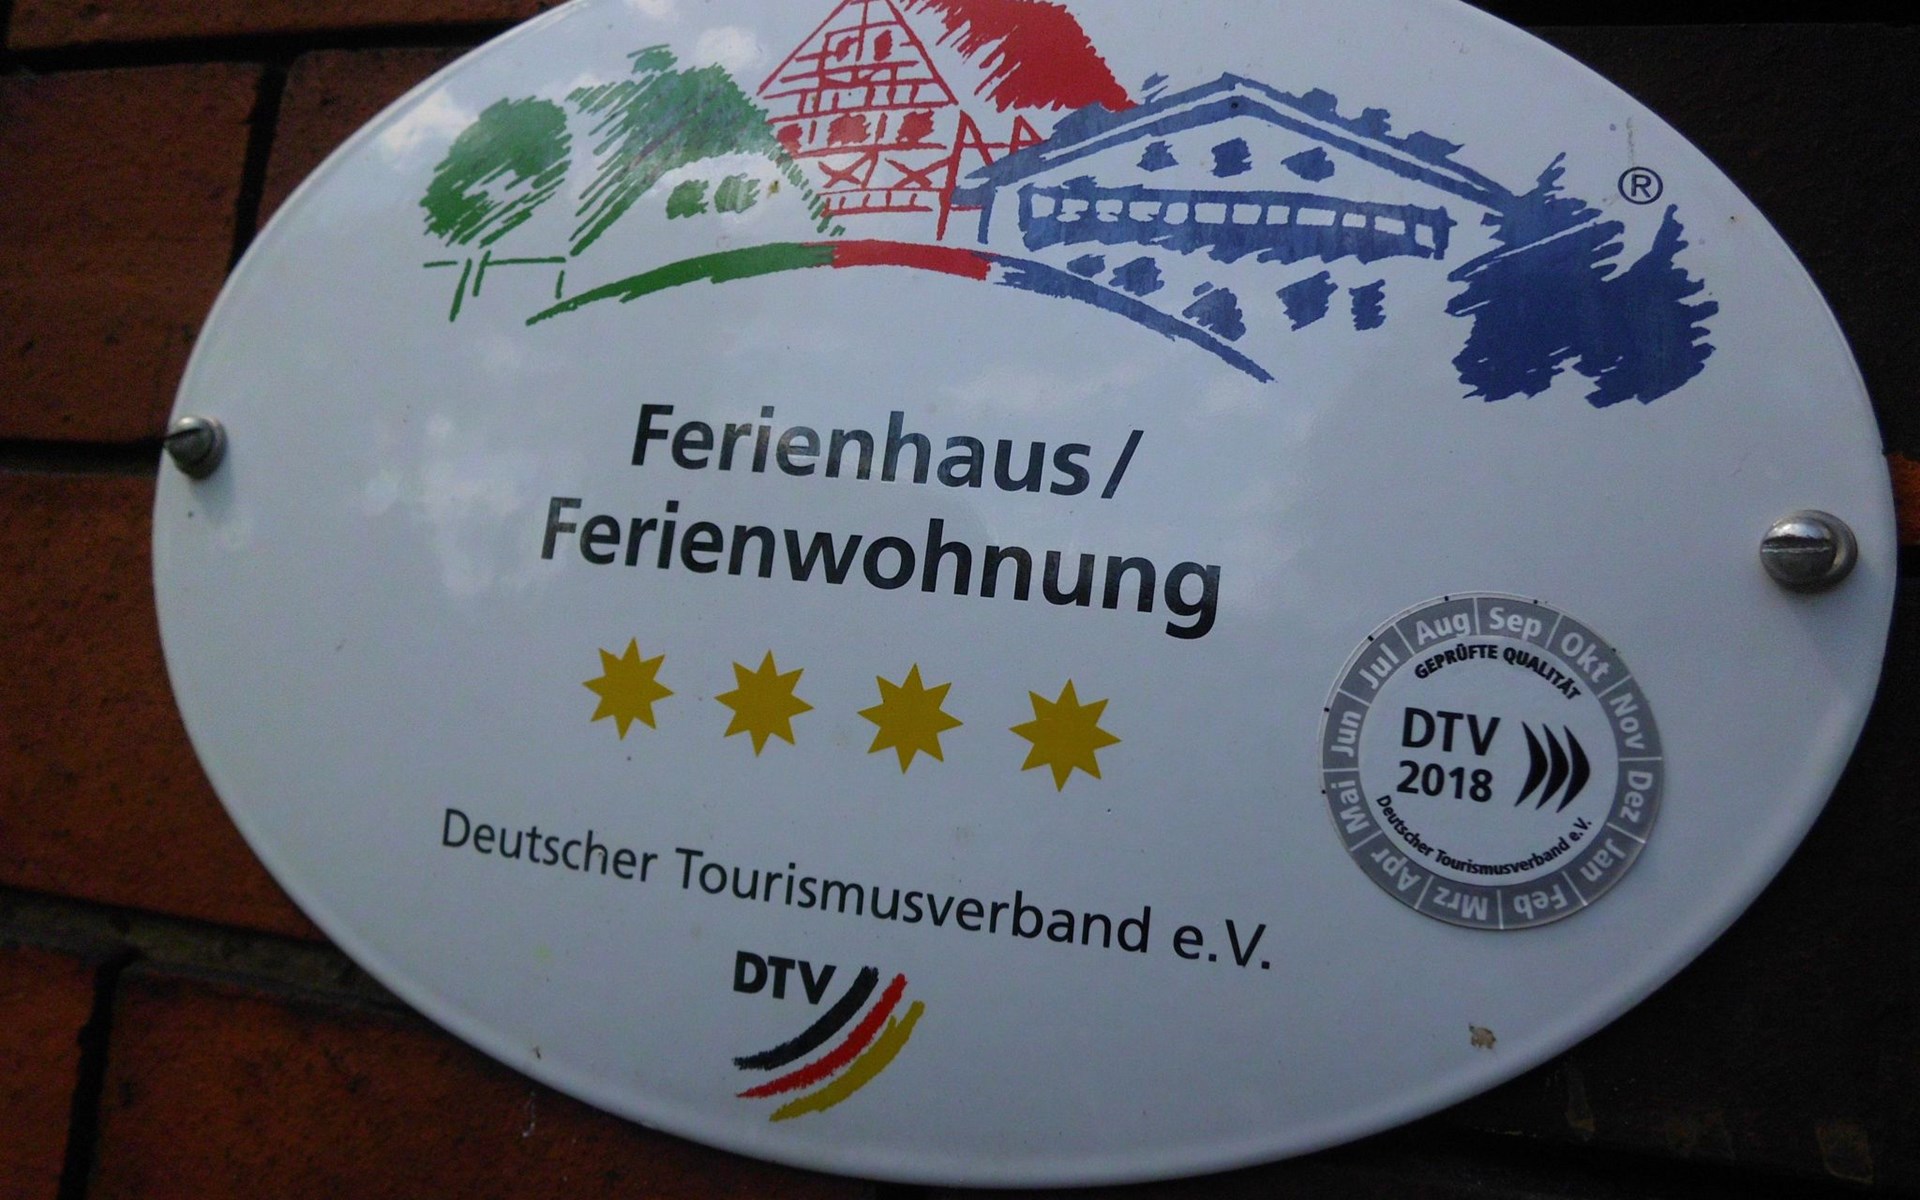 ®
Ferienhaus/
Ferienwohnung
Deutscher Tourismusverband e.V.
DTV
Jan Feb Mrz Apr Mai Jun Jul Aug Sep Okt Nov Dez
GEPRÜFTE QUALITÄT
DTV
2018
Deutscher Tourismusverband e.V.